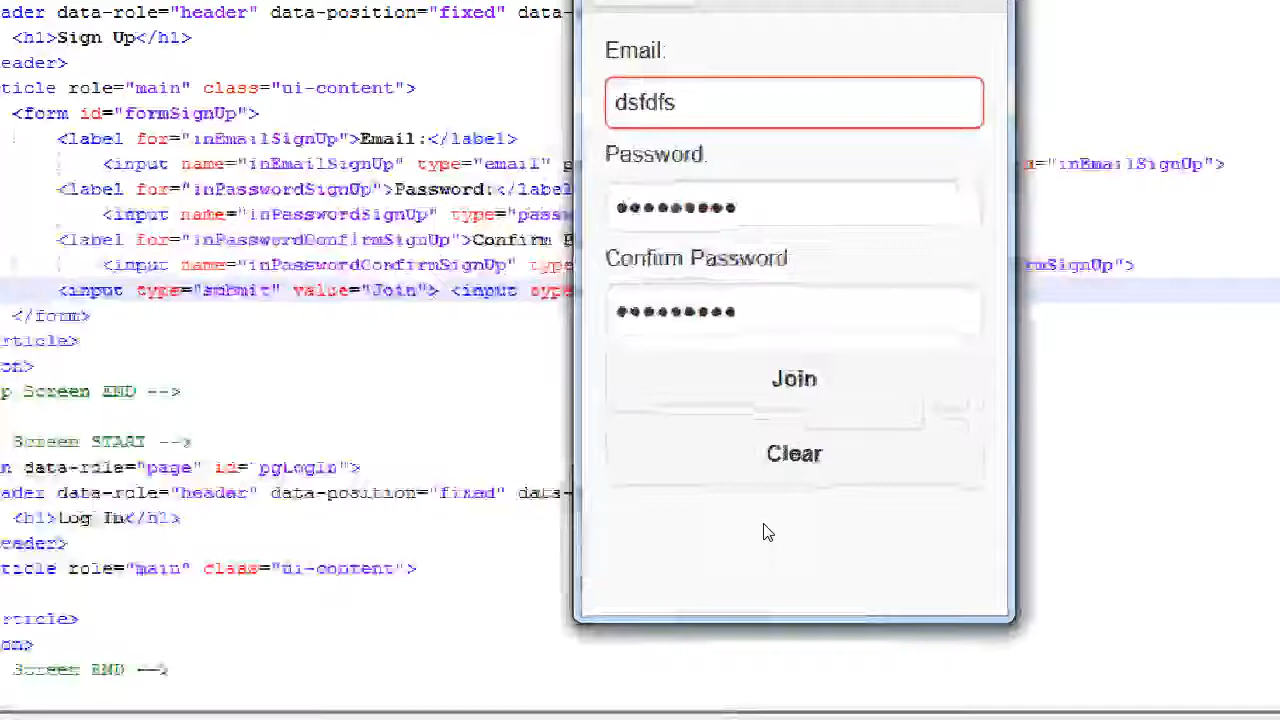 ader data-role="header" data-position="fixed" data-
<h1>Sign Up</h1>
eader>
ticle role="main" class="ui-content">
<form id="formSignUp">
<label for="inEmailSignUp">Email:</label>
<input name="inEmailSignUp" type="email" p
d="inEmailSignUp">
<label for="inPasswordSignUp">Password:</label
<input name="inPasswordSignUp" type="passw
<label for="inPasswordConfirmSignUp">Confirm P
<input name="inPasswordConfirmSignUp" type
rmSignUp">
<input type="submit" value="Join"> <input type
</form>
rticle>
on>
p Screen END -->
Screen START -->
n data-role="page" id="pgLogIn">
ader data-role="header" data-position="fixed" data-
<h1>Log In</h1>
eader>
ticle role="main" class="ui-content">
rticle>
on>
Screen END -->
Email:
dsfdfs
Password:
•••••••••
Confirm Password
•••••••••
Join
Clear